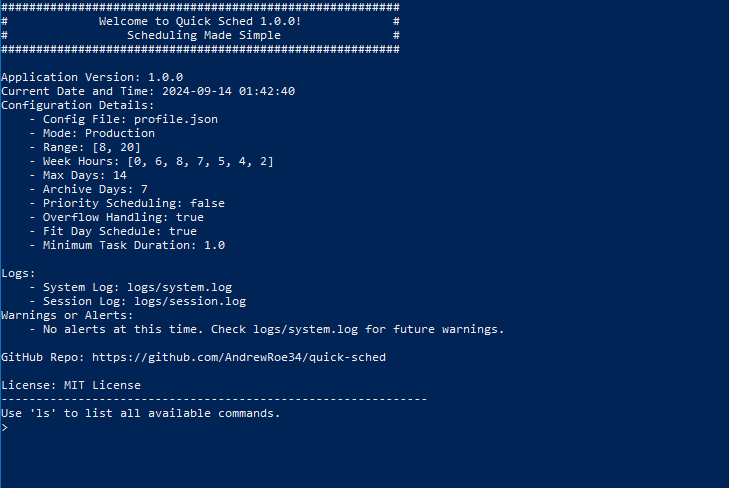 #########################################################
#             Welcome to Quick Sched 1.0.0!             #
#                 Scheduling Made Simple                #
#########################################################
Application Version: 1.0.0
Current Date and Time: 2024-09-14 01:42:40
Configuration Details:
    - Config File: profile.json
    - Mode: Production
    - Range: [8, 20]
    - Week Hours: [0, 6, 8, 7, 5, 4, 2]
    - Max Days: 14
    - Archive Days: 7
    - Priority Scheduling: false
    - Overflow Handling: true
    - Fit Day Schedule: true
    - Minimum Task Duration: 1.0
Logs:
    - System Log: logs/system.log
    - Session Log: logs/session.log
Warnings or Alerts:
    - No alerts at this time. Check logs/system.log for future warnings.
GitHub Repo: https://github.com/AndrewRoe34/quick-sched
License: MIT License
-------------------------------------------------------------
Use 'ls' to list all available commands.
>